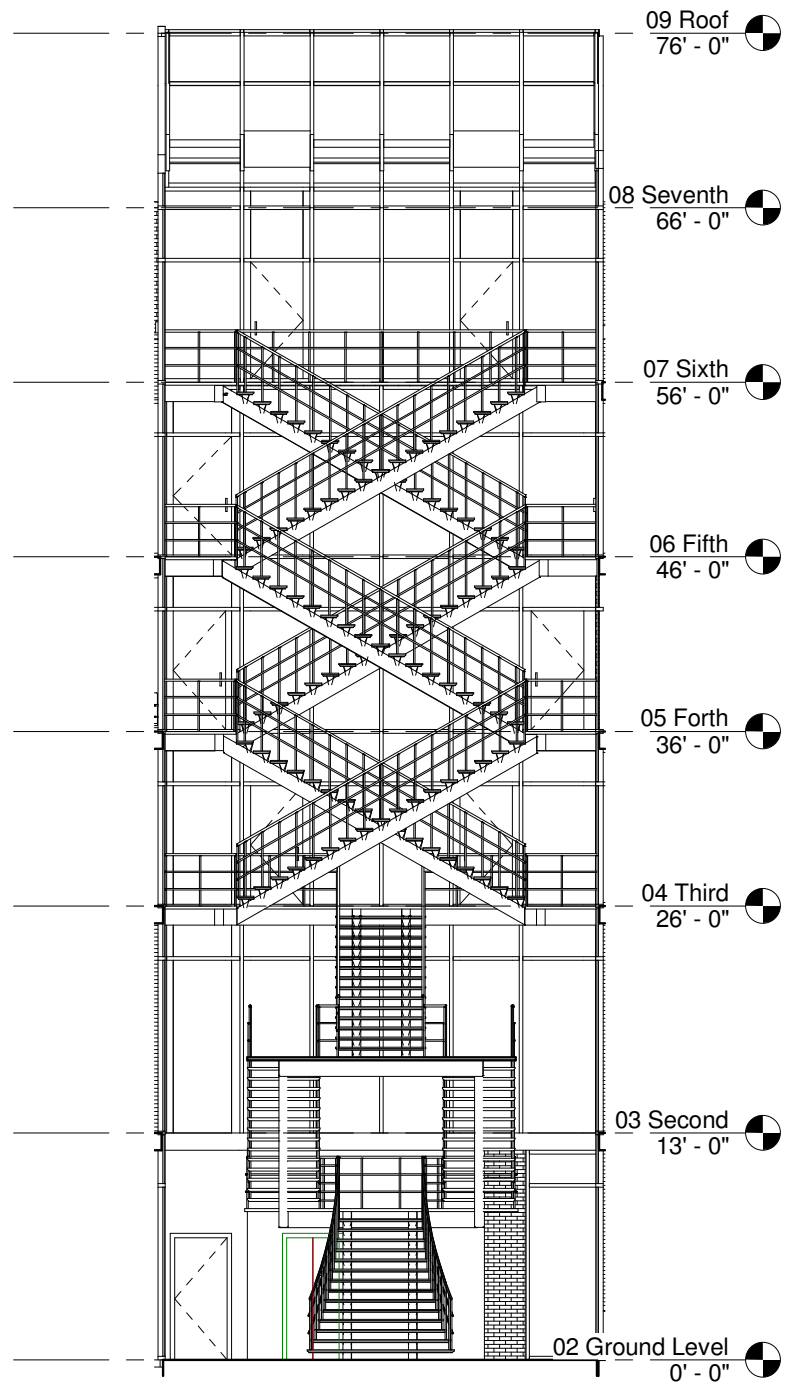 09 Roof
76' - 0"
08 Seventh
66' - 0"
07 Sixth
56' - 0"
06 Fifth
46' - 0"
05 Forth
36' - 0"
04 Third
26' - 0"
03 Second
13' - 0"
02 Ground Level
0' - 0"